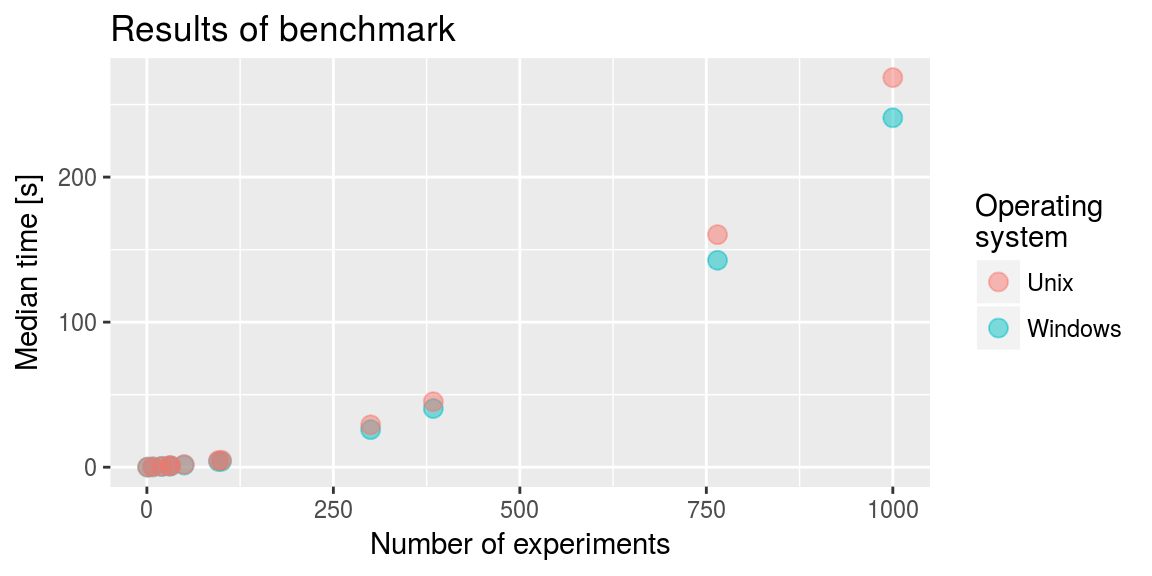 Results of benchmark
Median time [s]
200
100
0
0
250
500
750
1000
Number of experiments
Operating
system
Unix
Windows